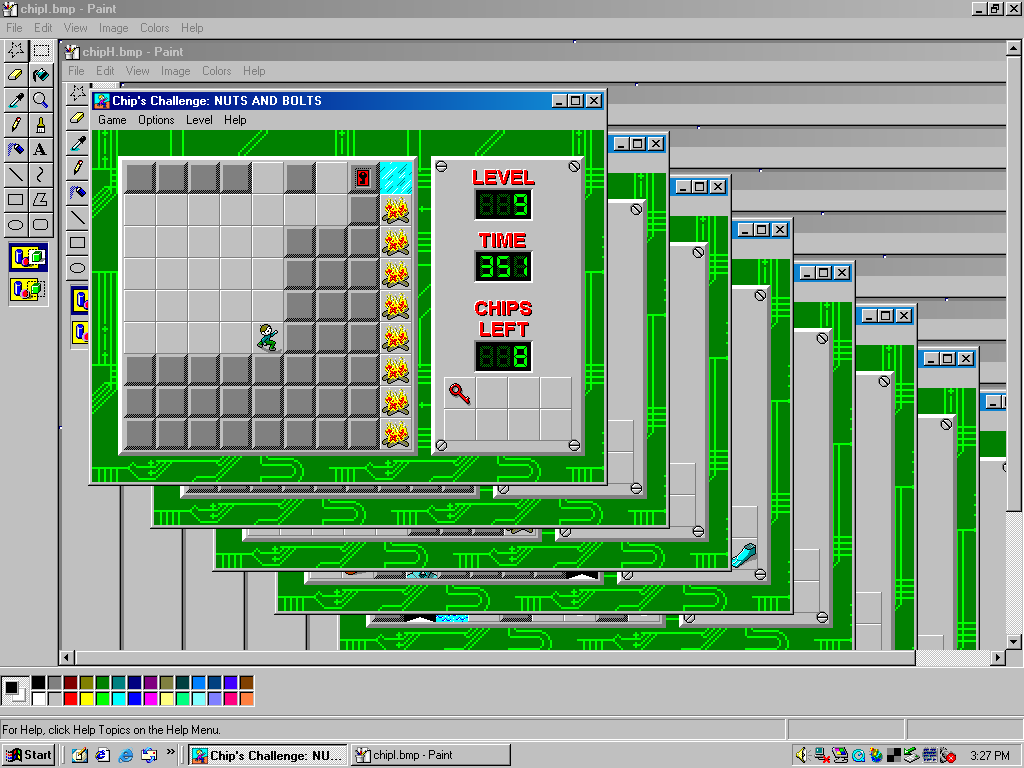 chipI.bmp - Paint
File Edit View Image Colors Help
chipH.bmp - Paint
File Edit View Image Colors Help
Chip's Challenge: NUTS AND BOLTS
Game Options Level Help
LEVEL
9
TIME
351
CHIPS
LEFT
8
A
For Help, click Help Topics on the Help Menu.
Start
»
Chip's Challenge: NU...
chipI.bmp - Paint
3:27 PM